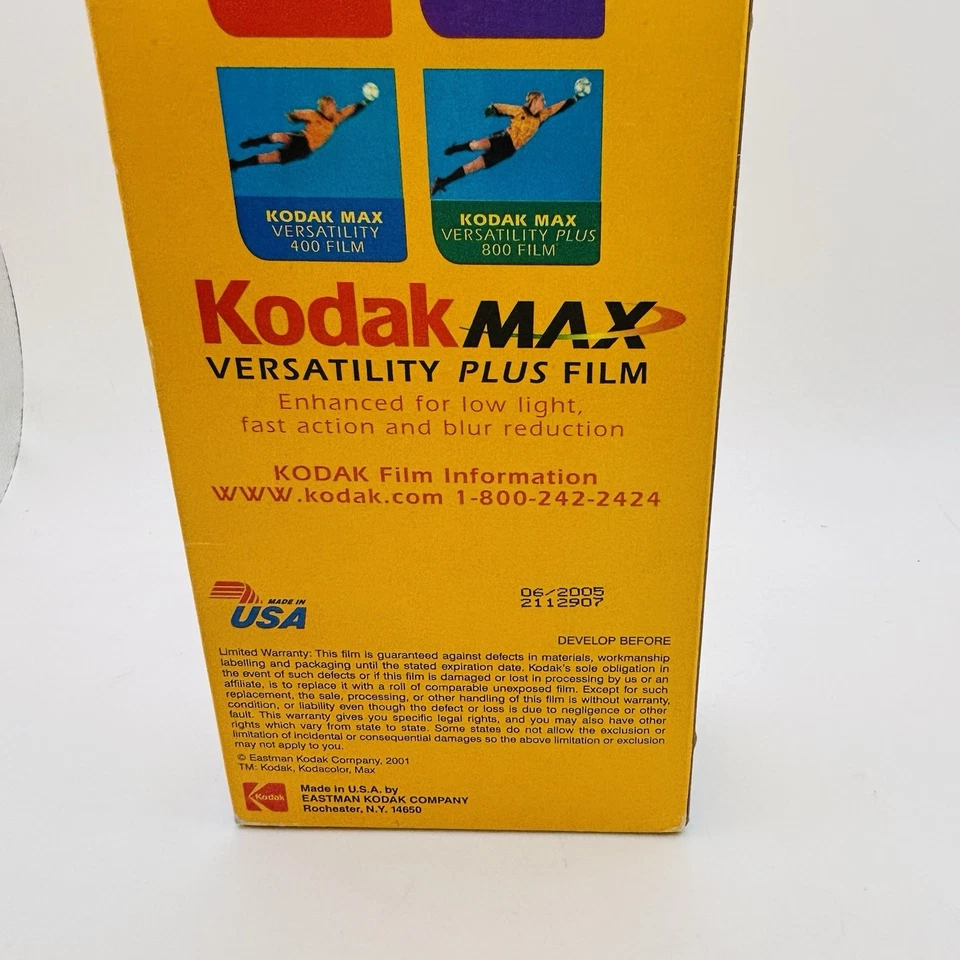 KODAK MAX
VERSATILITY
400 FILM
KODAK MAX
VERSATILITY PLUS
800 FILM
Kodak MAX
VERSATILITY PLUS FILM
Enhanced for low light,
fast action and blur reduction
KODAK Film Information
www.kodak.com 1-800-242-2424
MADE IN
USA
06/2005
2112907
DEVELOP BEFORE
Limited Warranty: This film is guaranteed against defects in materials, workmanship
labelling and packaging until the stated expiration date. Kodak's sole obligation in
the event of such defects or if this film is damaged or lost in processing by us or an
affiliate, is to replace it with a roll of comparable unexposed film. Except for such
replacement, the sale, processing, or other handling of this film is without warranty,
condition, or liability even though the defect or loss is due to negligence or other
fault. This warranty gives you specific legal rights, and you may also have other
rights which vary from state to state. Some states do not allow the exclusion or
limitation of incidental or consequential damages so the above limitation or exclusion
may not apply to you.
© Eastman Kodak Company, 2001
TM: Kodak, Kodacolor, Max
Kodak
Made in U.S.A. by
EASTMAN KODAK COMPANY
Rochester, N.Y. 14650